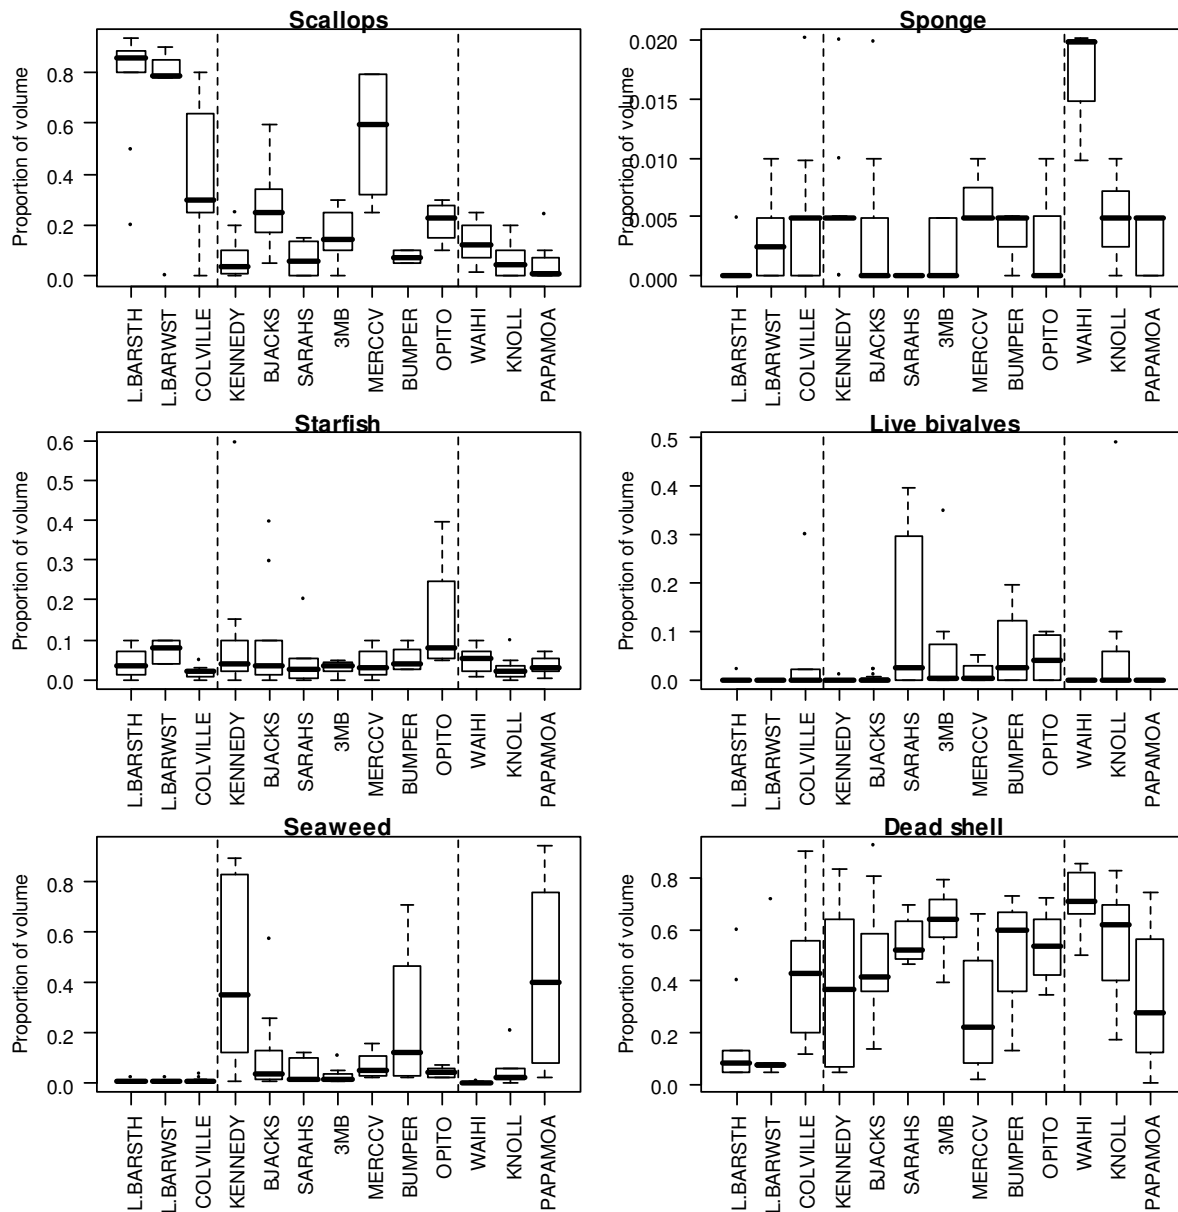 Scallops
Proportion of volume
0.8
0.6
0.4
0.2
0.0
L.BARSTH
L.BARWST
COLVILLE
KENNEDY
BJACKS
SARAHS
3MB
MERCCV
BUMPER
OPITO
WAIHI
KNOLL
PAPAMOA
Sponge
Proportion of volume
0.020
0.015
0.010
0.005
0.000
L.BARSTH
L.BARWST
COLVILLE
KENNEDY
BJACKS
SARAHS
3MB
MERCCV
BUMPER
OPITO
WAIHI
KNOLL
PAPAMOA
Starfish
Proportion of volume
0.6
0.5
0.4
0.3
0.2
0.1
0.0
L.BARSTH
L.BARWST
COLVILLE
KENNEDY
BJACKS
SARAHS
3MB
MERCCV
BUMPER
OPITO
WAIHI
KNOLL
PAPAMOA
Live bivalves
Proportion of volume
0.5
0.4
0.3
0.2
0.1
0.0
L.BARSTH
L.BARWST
COLVILLE
KENNEDY
BJACKS
SARAHS
3MB
MERCCV
BUMPER
OPITO
WAIHI
KNOLL
PAPAMOA
Seaweed
Proportion of volume
0.8
0.6
0.4
0.2
0.0
L.BARSTH
L.BARWST
COLVILLE
KENNEDY
BJACKS
SARAHS
3MB
MERCCV
BUMPER
OPITO
WAIHI
KNOLL
PAPAMOA
Dead shell
Proportion of volume
0.8
0.6
0.4
0.2
0.0
L.BARSTH
L.BARWST
COLVILLE
KENNEDY
BJACKS
SARAHS
3MB
MERCCV
BUMPER
OPITO
WAIHI
KNOLL
PAPAMOA